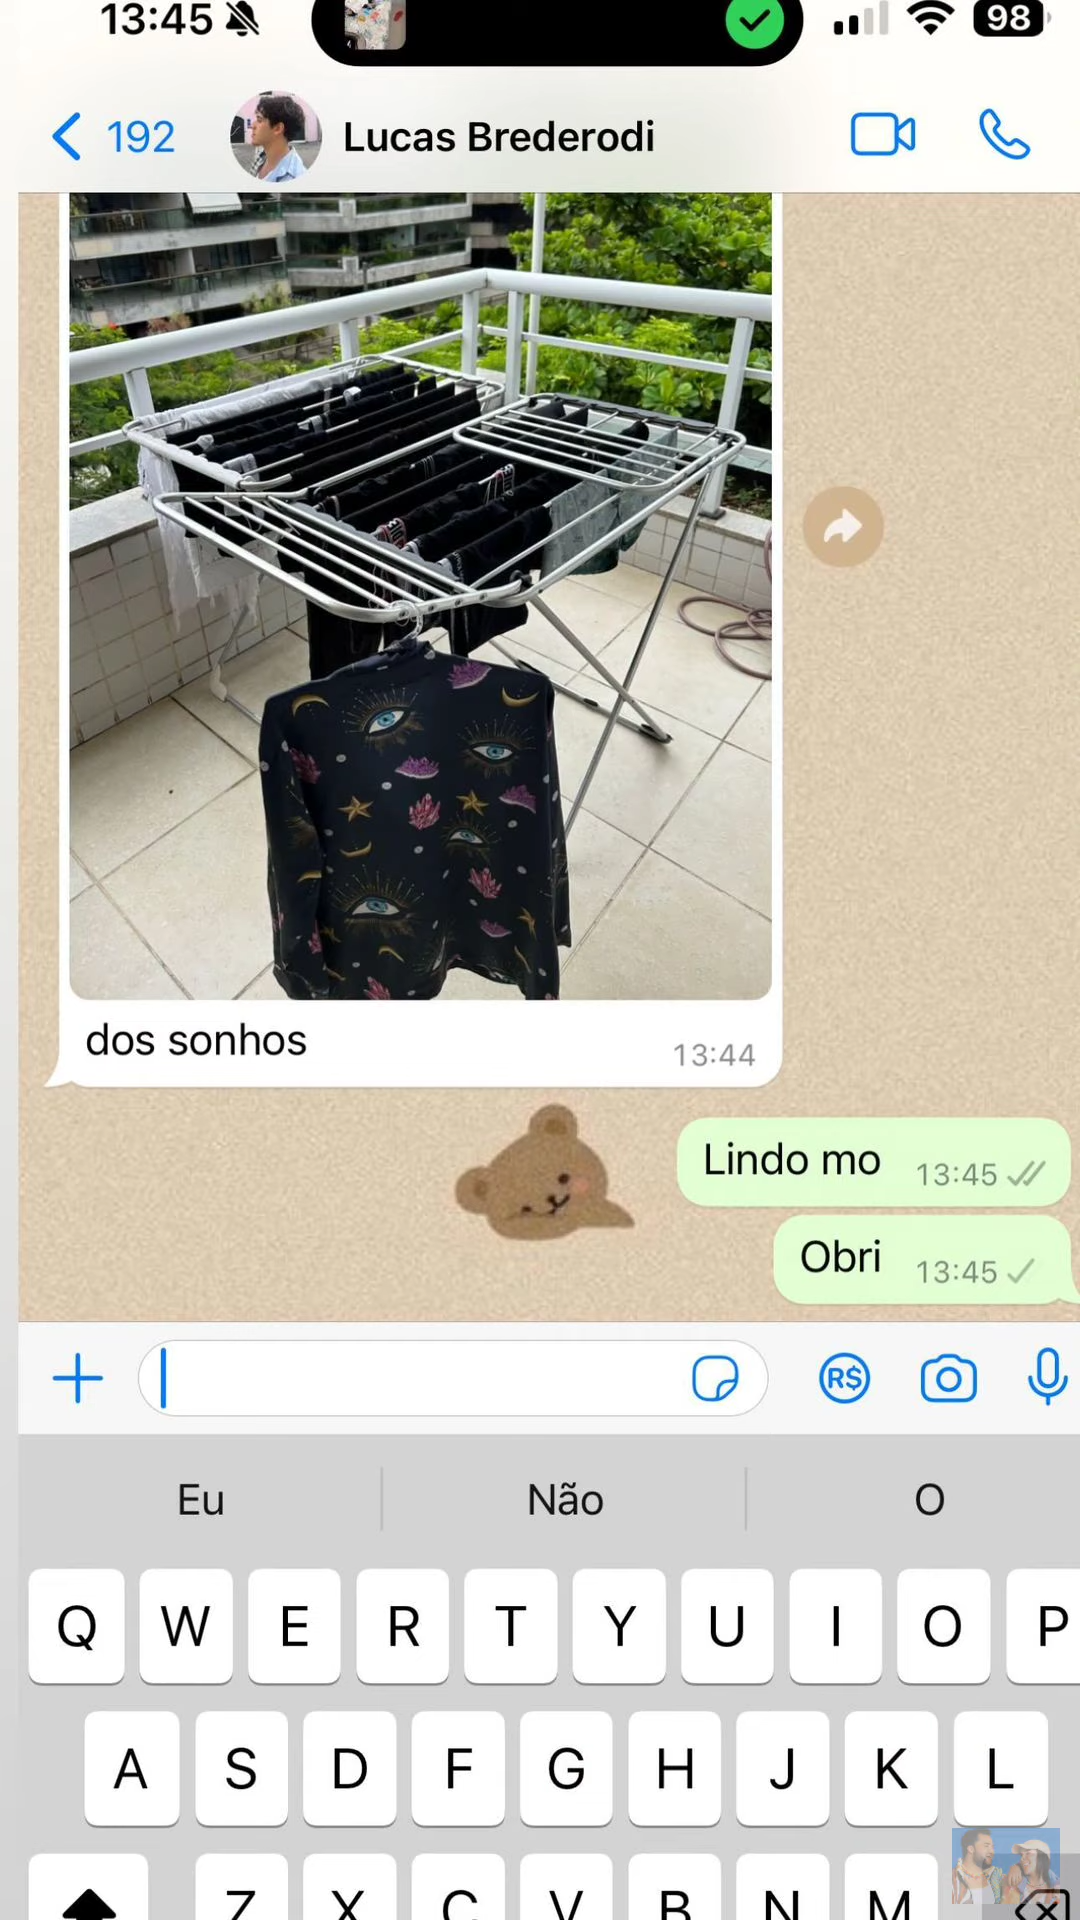 13:45
98
192
Lucas Brederodi
dos sonhos
13:44
Lindo mo
13:45
Obri
13:45
R$
Eu
Não
O
Q W E R T Y U I O P
A S D F G H J K L
Z X C V B N M